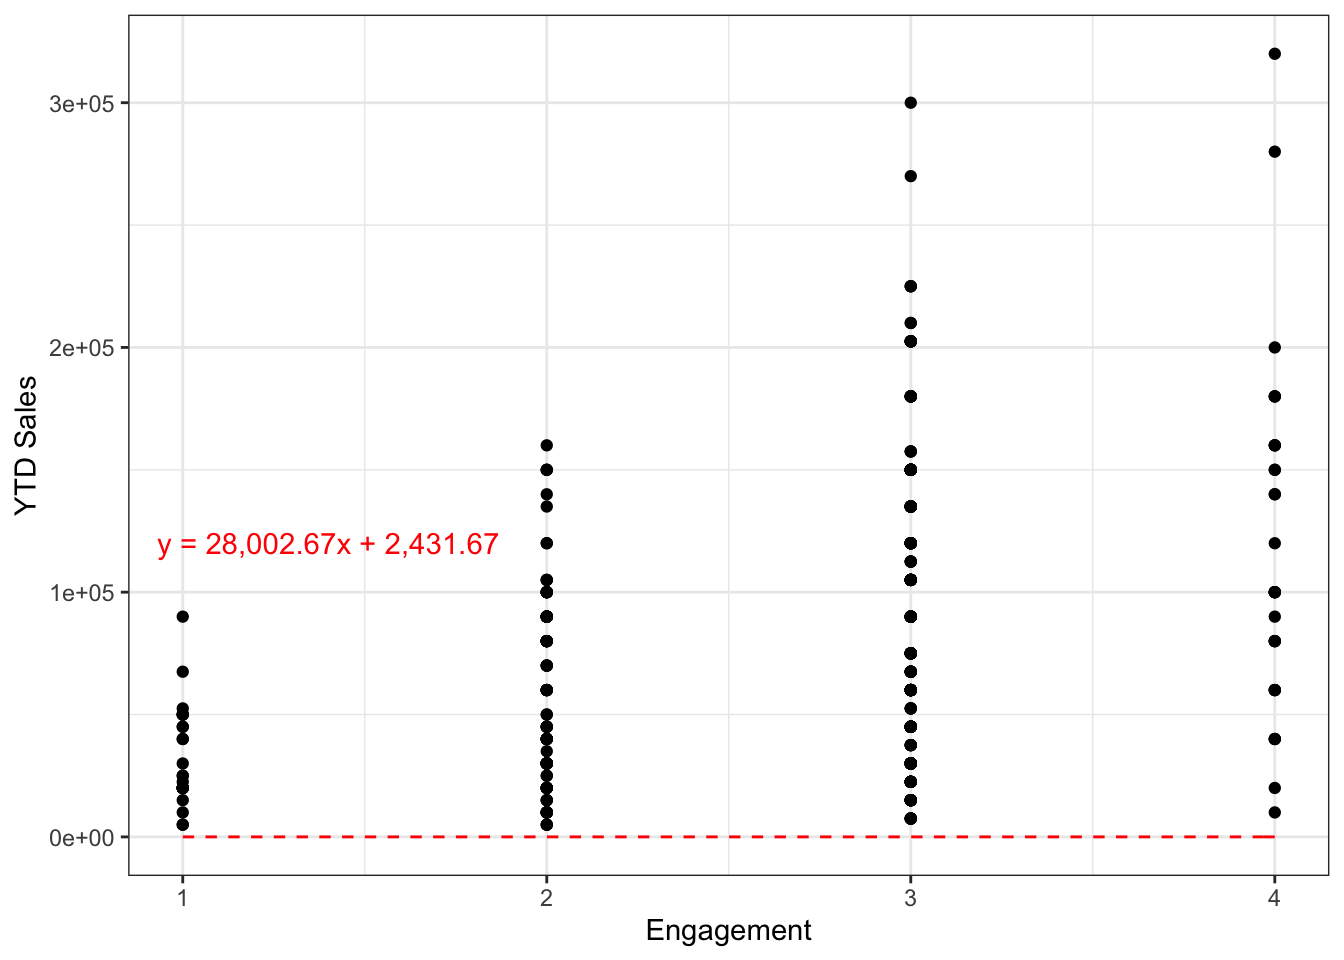 3e+05
2e+05
1e+05
0e+00
YTD Sales
y = 28,002.67x + 2,431.67
1 2 3 4
Engagement